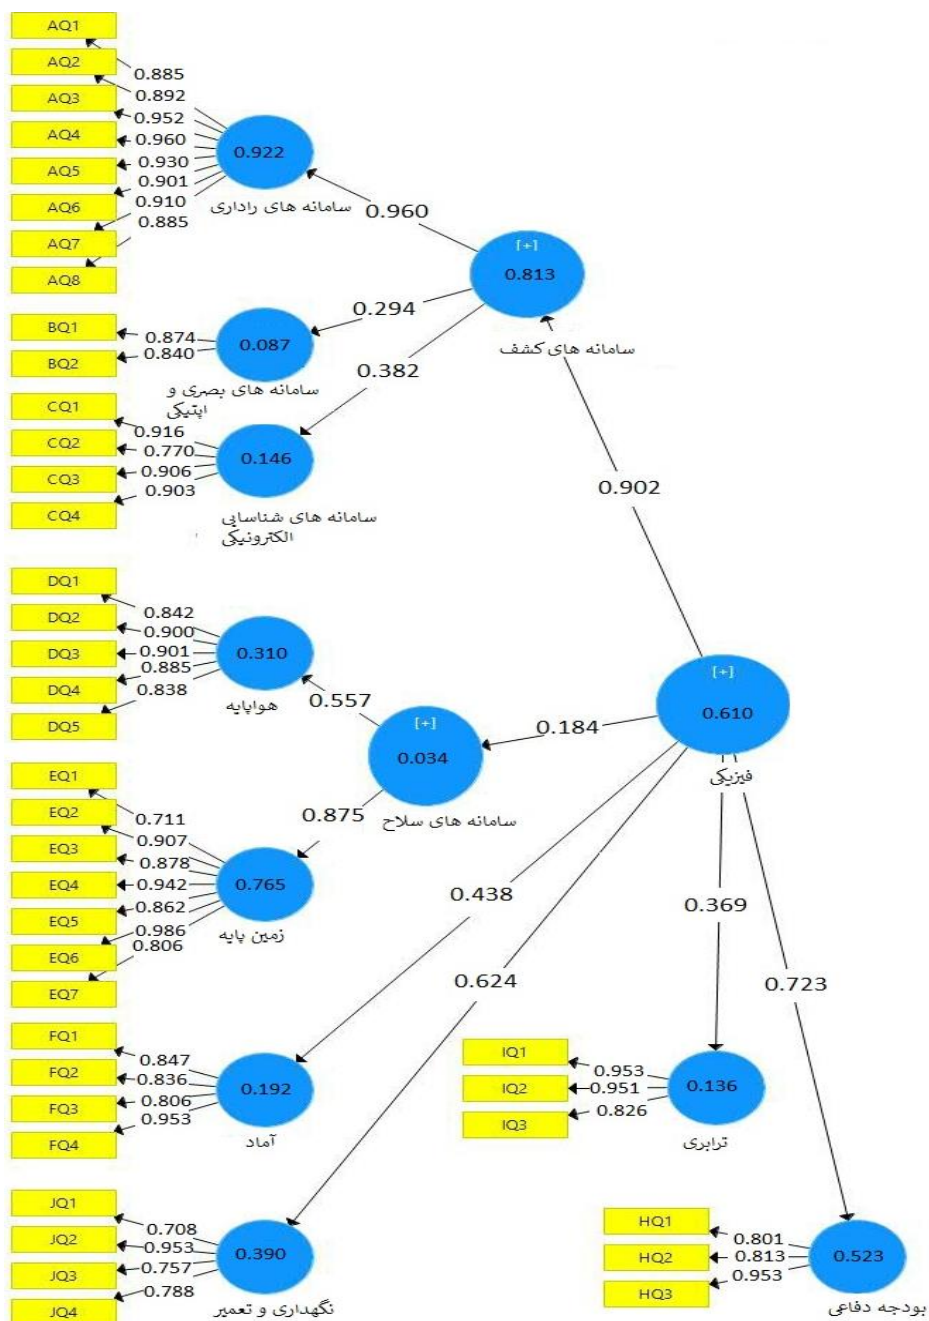 AQ1
AQ2
AQ3
AQ4
AQ5
AQ6
AQ7
AQ8
0.885
0.892
0.952
0.960
0.930
0.901
0.910
0.885
0.922
سامانه های راداری
0.960
[+]
0.813
سامانه های کشف
0.294
0.382
BQ1
BQ2
0.874
0.840
0.087
سامانه های بصری و
اپتیکی
CQ1
CQ2
CQ3
CQ4
0.916
0.770
0.906
0.903
0.146
سامانه های شناسایی
الکترونیکی
0.902
DQ1
DQ2
DQ3
DQ4
DQ5
0.842
0.900
0.901
0.885
0.838
0.310
هواپایه
0.557
[+]
0.034
سامانه های سلاح
0.184
[+]
0.610
فیزیکی
0.875
EQ1
EQ2
EQ3
EQ4
EQ5
EQ6
EQ7
0.711
0.907
0.878
0.942
0.862
0.986
0.806
0.765
زمین پایه
0.438
0.369
0.624
0.723
FQ1
FQ2
FQ3
FQ4
0.847
0.836
0.806
0.953
0.192
آماد
IQ1
IQ2
IQ3
0.953
0.951
0.826
0.136
ترابری
JQ1
JQ2
JQ3
JQ4
0.708
0.953
0.757
0.788
0.390
نگهداری و تعمیر
HQ1
HQ2
HQ3
0.801
0.813
0.953
0.523
بودجه دفاعی